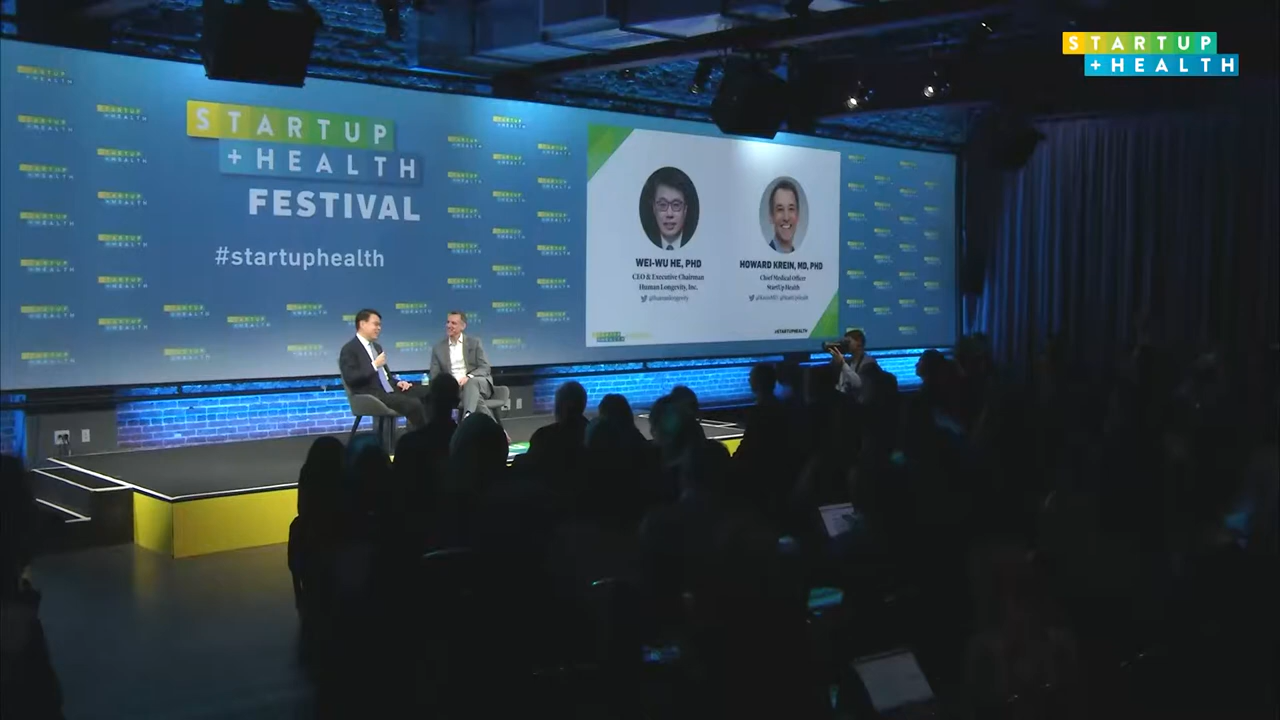 STARTUP
+HEALTH
STARTUP
+HEALTH
FESTIVAL
#startuphealth
WEI-WU HE, PHD
CEO & Executive Chairman
Human Longevity, Inc.
HOWARD KREIN, MD, PHD
Chief Medical Officer
StartUp Health
#STARTUPHEALTH